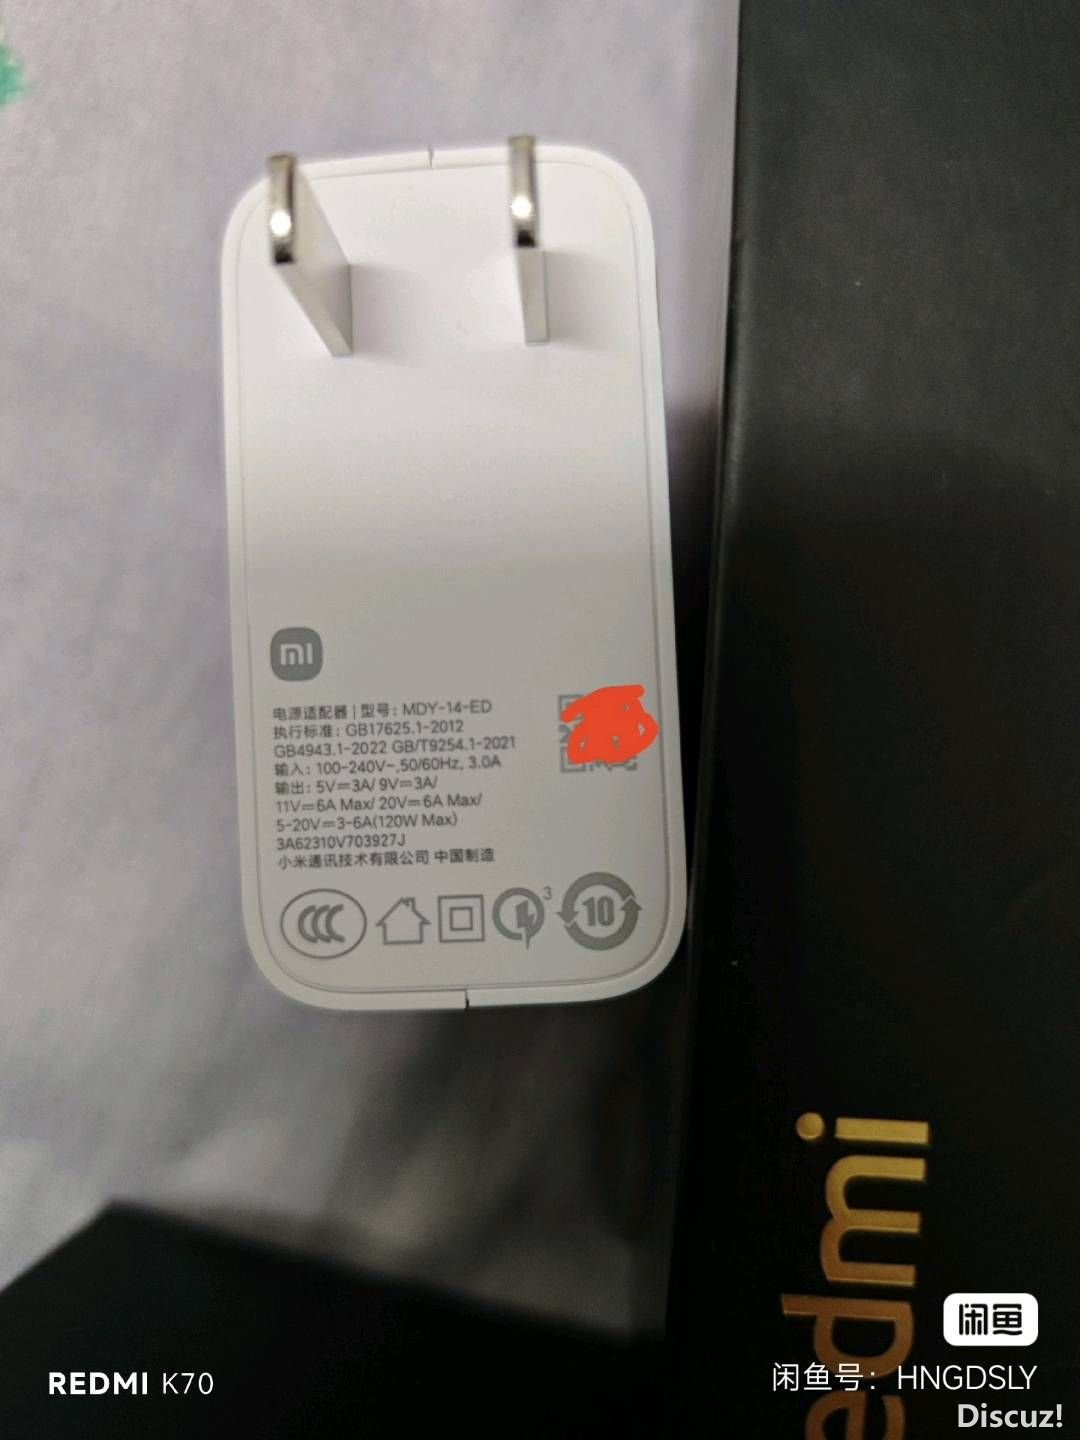 mi
电源适配器 | 型号: MDY-14-ED
执行标准: GB17625.1-2012
GB4943.1-2022 GB/T9254.1-2021
输入: 100-240V~,50/60Hz, 3.0A
输出: 5V⎓3A/ 9V⎓3A/
11V⎓6A Max/ 20V⎓6A Max/
5-20V⎓3-6A(120W Max)
3A62310V703927J
小米通讯技术有限公司 中国制造
CCC
3
10
edmi
REDMI K70
闲鱼
闲鱼号: HNGDSLY
Discuz!